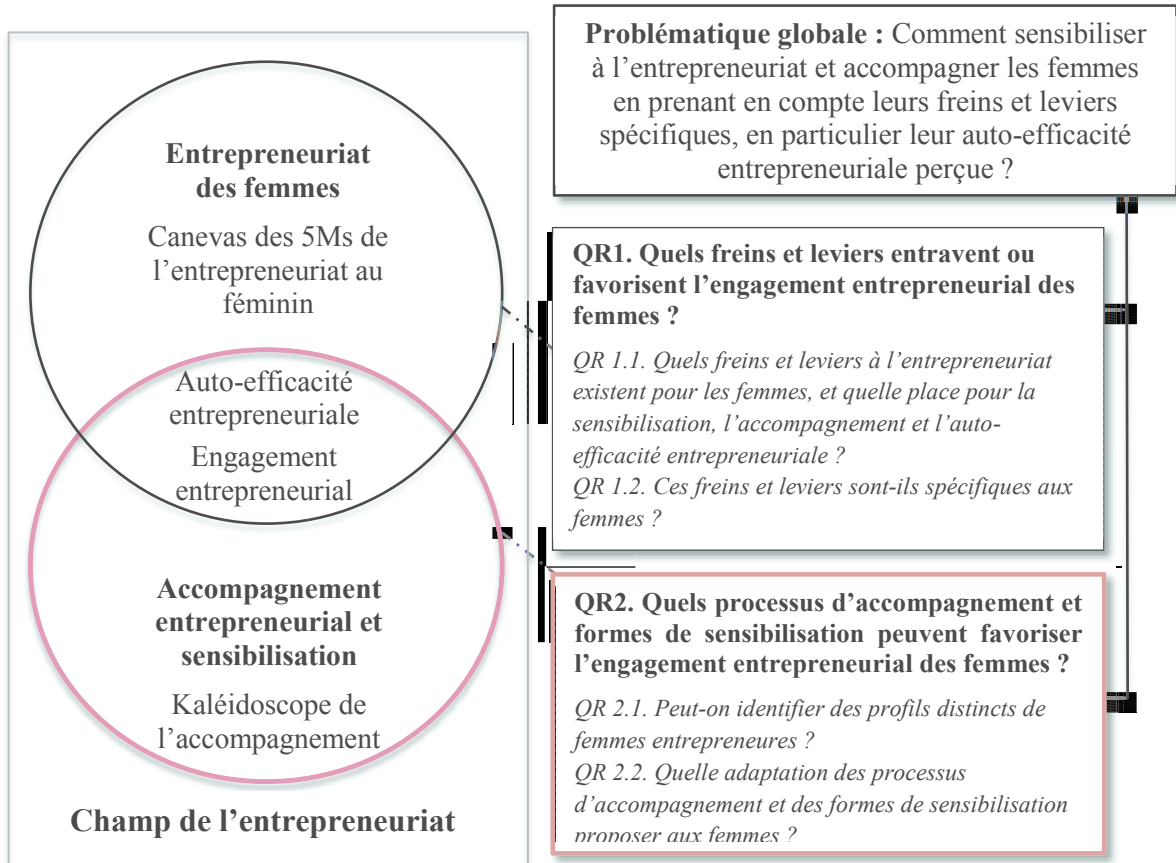 Entrepreneuriat
des femmes
Canevas des 5Ms de
l’entrepreneuriat au
féminin
Auto-efficacité
entrepreneuriale
Engagement
entrepreneurial
Accompagnement
entrepreneurial et
sensibilisation
Kaléidoscope de
l’accompagnement
Champ de l’entrepreneuriat
Problématique globale : Comment sensibiliser
à l’entrepreneuriat et accompagner les femmes
en prenant en compte leurs freins et leviers
spécifiques, en particulier leur auto-efficacité
entrepreneuriale perçue ?
QR1. Quels freins et leviers entravent ou
favorisent l’engagement entrepreneurial des
femmes ?
QR 1.1. Quels freins et leviers à l’entrepreneuriat
existent pour les femmes, et quelle place pour la
sensibilisation, l’accompagnement et l’auto-
efficacité entrepreneuriale ?
QR 1.2. Ces freins et leviers sont-ils spécifiques aux
femmes ?
QR2. Quels processus d’accompagnement et
formes de sensibilisation peuvent favoriser
l’engagement entrepreneurial des femmes ?
QR 2.1. Peut-on identifier des profils distincts de
femmes entrepreneures ?
QR 2.2. Quelle adaptation des processus
d’accompagnement et des formes de sensibilisation
proposer aux femmes ?